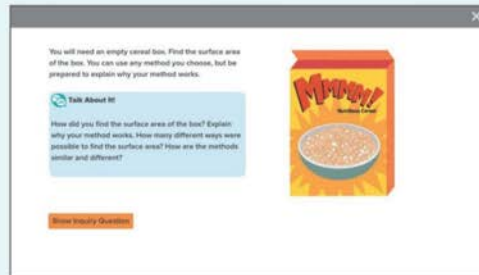 You will need an empty cereal box. Find the surface area
of the box. You can use any method you choose, but be
prepared to explain why your method works.
Talk About It!
How did you find the surface area of the box? Explain
why your method works. How many different ways were
possible to find the surface area? How are the methods
similar and different?
Show Inquiry Question
MMMM!
Nutritious Cereal